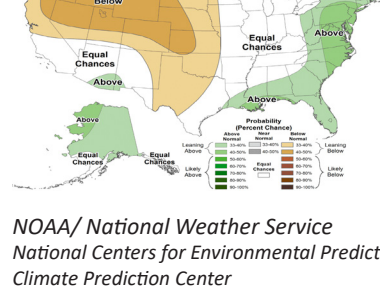 Below
Equal
Chances
Equal
Chances
Above
Above
Above
Above
Equal
Chances
Equal
Chances
Probability
(Percent Chance)
Above Normal
Near Normal
Below Normal
Leaning Above
33-40% 33-40% 33-40%
Leaning Below
40-50% 40-50% 40-50%
50-60% 50-60%
Likely Above
60-70% Equal Chances 60-70%
Likely Below
70-80% 70-80%
80-90% 80-90%
90-100% 90-100%
NOAA/ National Weather Service
National Centers for Environmental Predict
Climate Prediction Center